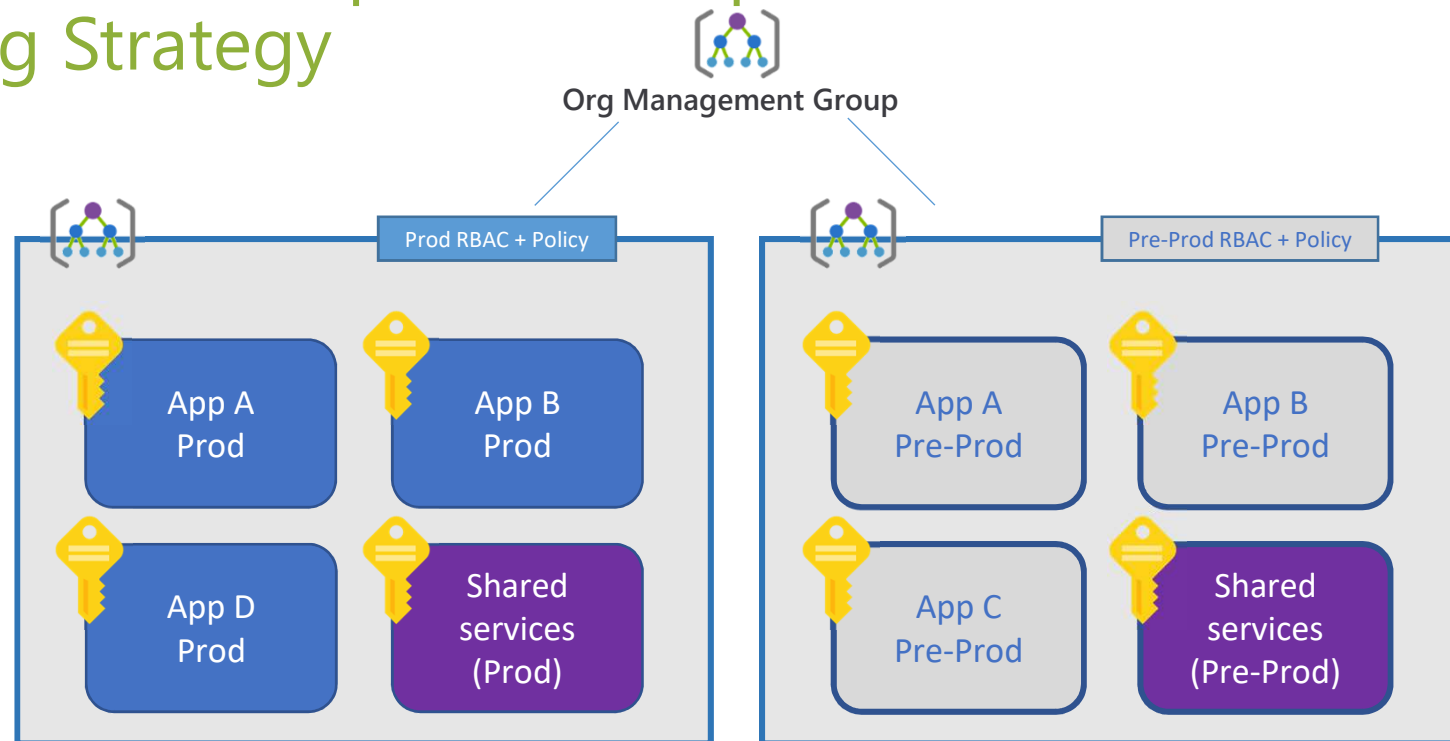 g Strategy
Org Management Group
Prod RBAC + Policy
Pre-Prod RBAC + Policy
App A
Prod
App B
Prod
App A
Pre-Prod
App B
Pre-Prod
App D
Prod
Shared
services
(Prod)
App C
Pre-Prod
Shared
services
(Pre-Prod)